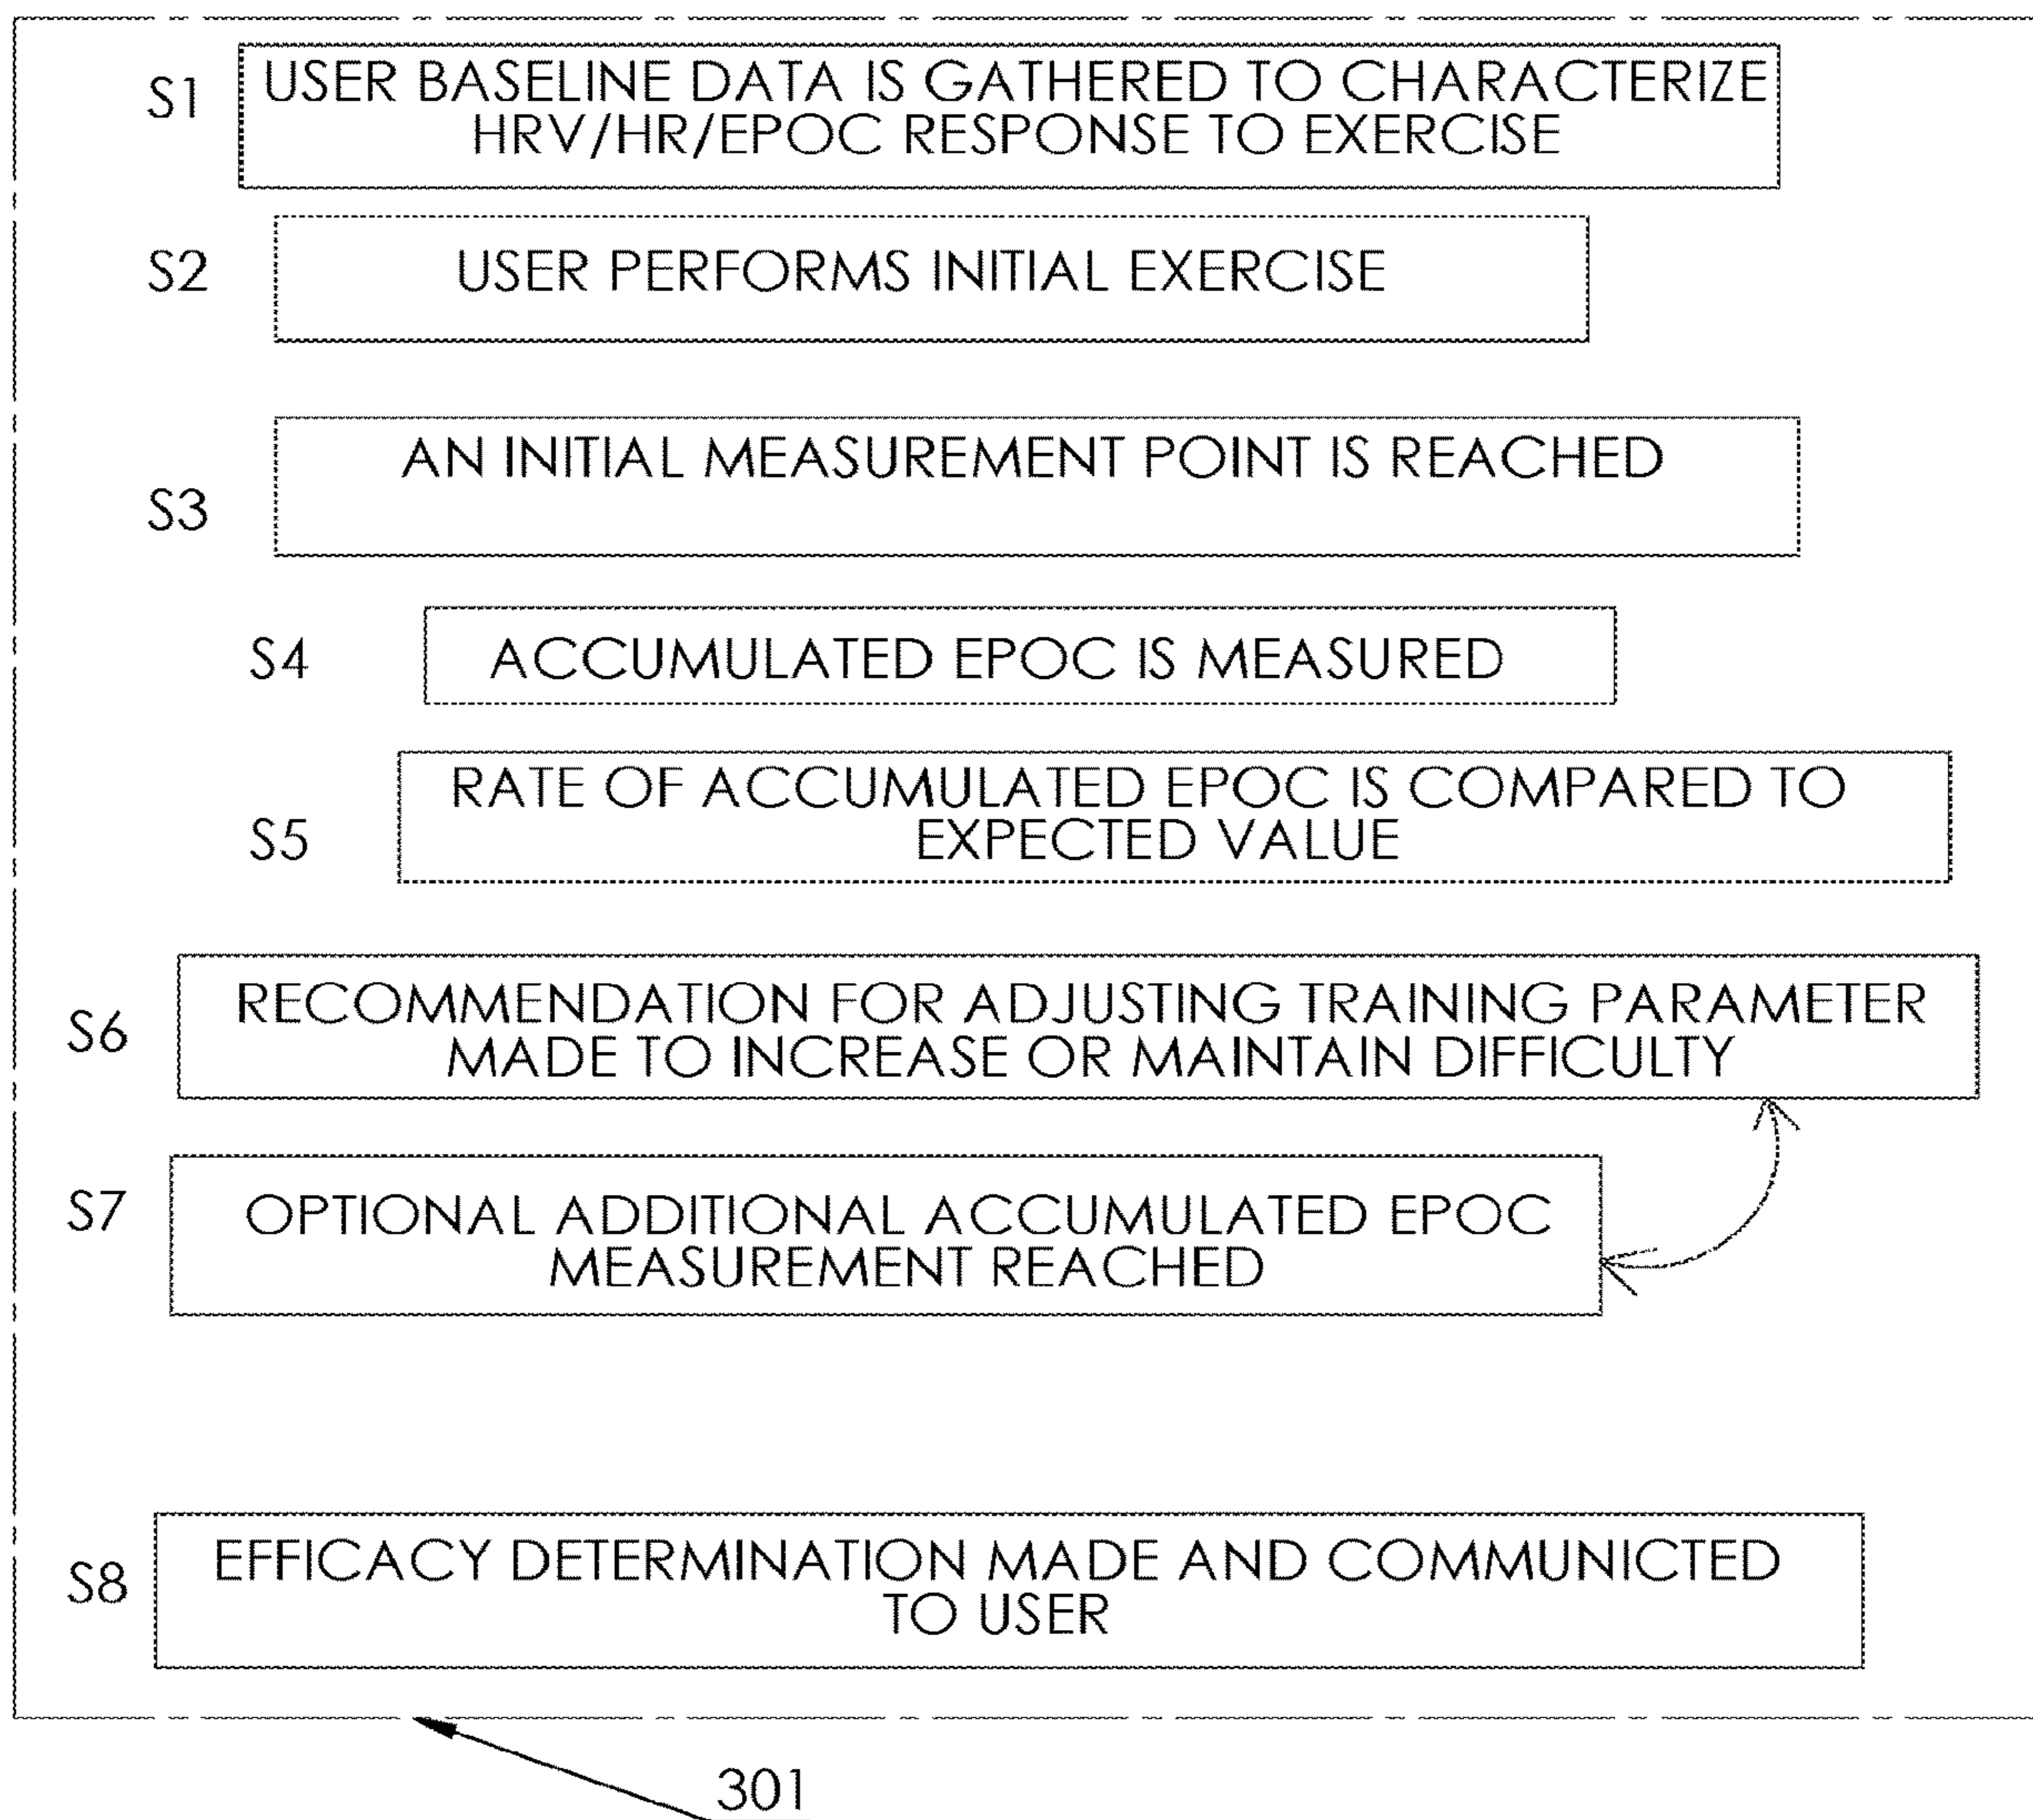 S1
USER BASELINE DATA IS GATHERED TO CHARACTERIZE
HRV/HR/EPOC RESPONSE TO EXERCISE
S2
USER PERFORMS INITIAL EXERCISE
AN INITIAL MEASUREMENT POINT IS REACHED
S3
S4
ACCUMULATED EPOC IS MEASURED
RATE OF ACCUMULATED EPOC IS COMPARED TO
S5
EXPECTED VALUE
S6
RECOMMENDATION FOR ADJUSTING TRAINING PARAMETER
MADE TO INCREASE OR MAINTAIN DIFFICULTY
S7
OPTIONAL ADDITIONAL ACCUMULATED EPOC
MEASUREMENT REACHED
S8
EFFICACY DETERMINATION MADE AND COMMUNICTED
TO USER
301